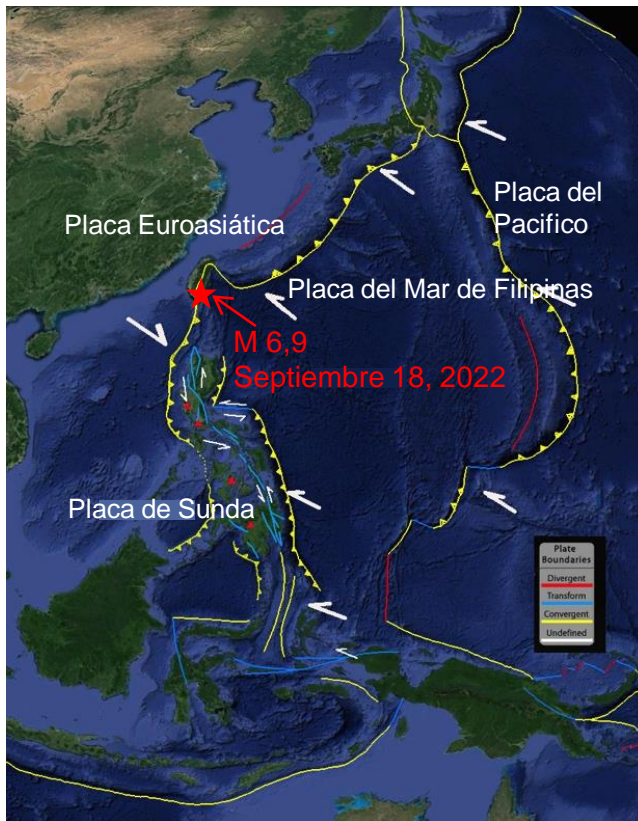 Placa Euroasiática
Placa del
Pacifico
Placa del Mar de Filipinas
M 6,9
Septiembre 18, 2022
Placa de Sunda
Plate
Boundaries
Divergent
Transform
Convergent
Undefined